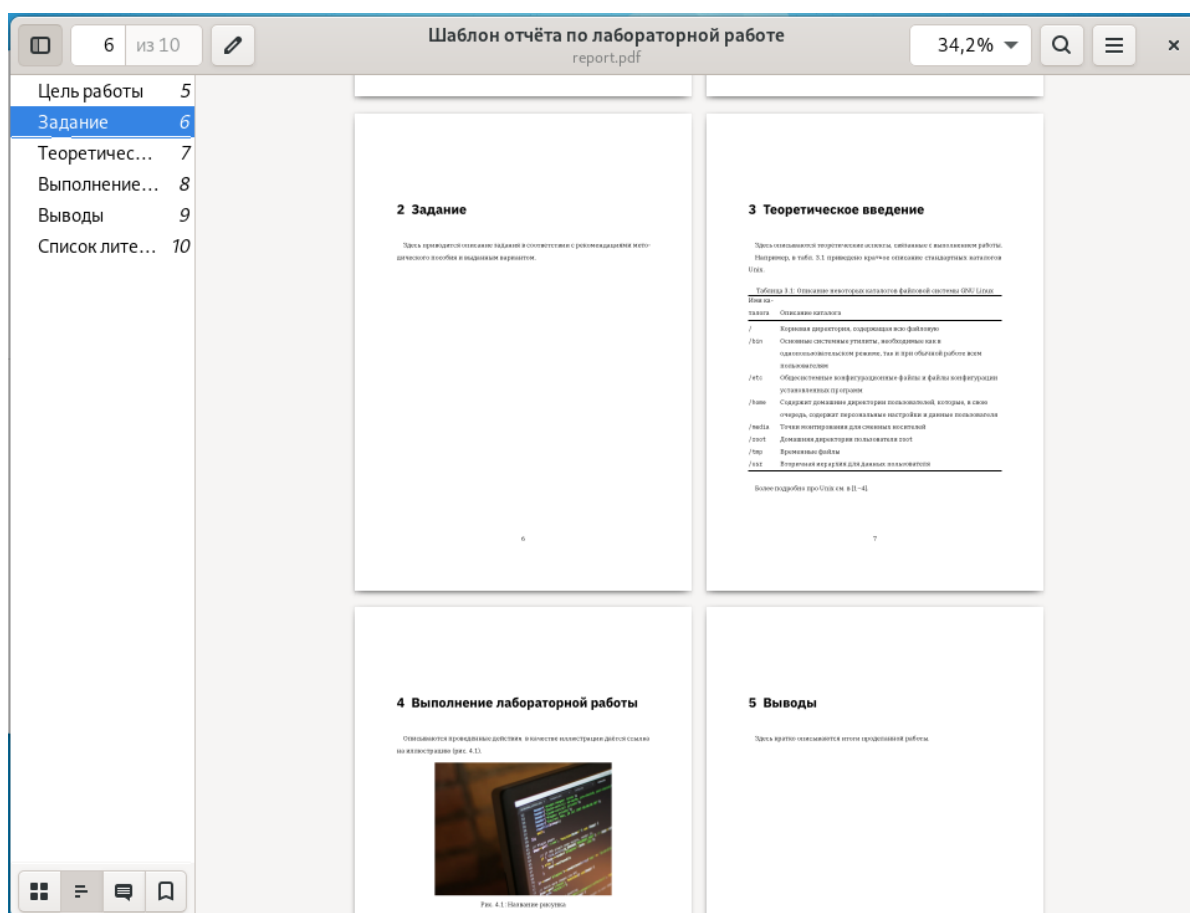 Шаблон отчёта по лабораторной работе
report.pdf
6 из 10
34,2%
Цель работы 5
Задание 6
Теоретичес… 7
Выполнение… 8
Выводы 9
Список лите… 10
2 Задание
Здесь приводится описание задания в соответствии с рекомендациями мето-
дического пособия и выданным вариантом.
6
3 Теоретическое введение
Здесь описываются теоретические аспекты, связанные с выполнением работы.
Например, в табл. 3.1 приведено краткое описание стандартных каталогов
Unix.
Таблица 3.1: Описание некоторых каталогов файловой системы GNU Linux
Имя ка-
талога Описание каталога
/ Корневая директория, содержащая всю файловую
/bin Основные системные утилиты, необходимые как в
однопользовательском режиме, так и при обычной работе всем
пользователям
/etc Общесистемные конфигурационные файлы и файлы конфигурации
установленных программ
/home Содержит домашние директории пользователей, которые, в свою
очередь, содержат персональные настройки и данные пользователя
/media Точки монтирования для сменных носителей
/root Домашняя директория пользователя root
/tmp Временные файлы
/usr Вторичная иерархия для данных пользователя
Более подробно про Unix см. в [1–4].
7
4 Выполнение лабораторной работы
Описываются проведённые действия, в качестве иллюстрации даётся ссылка
на иллюстрацию (рис. 4.1).
Рис. 4.1: Название рисунка
5 Выводы
Здесь кратко описываются итоги проделанной работы.